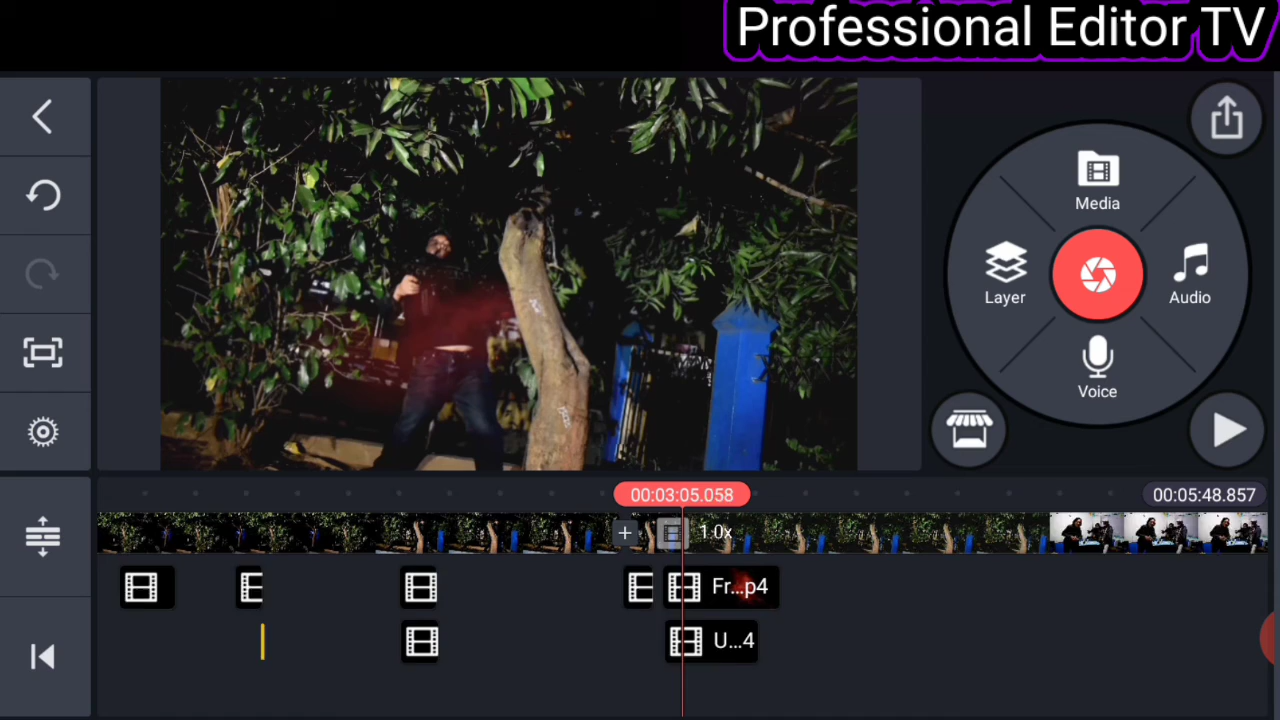 Professional Editor TV
Media
Layer
Audio
Voice
00:03:05.058
00:05:48.857
1.0x
Fr...p4
U...4